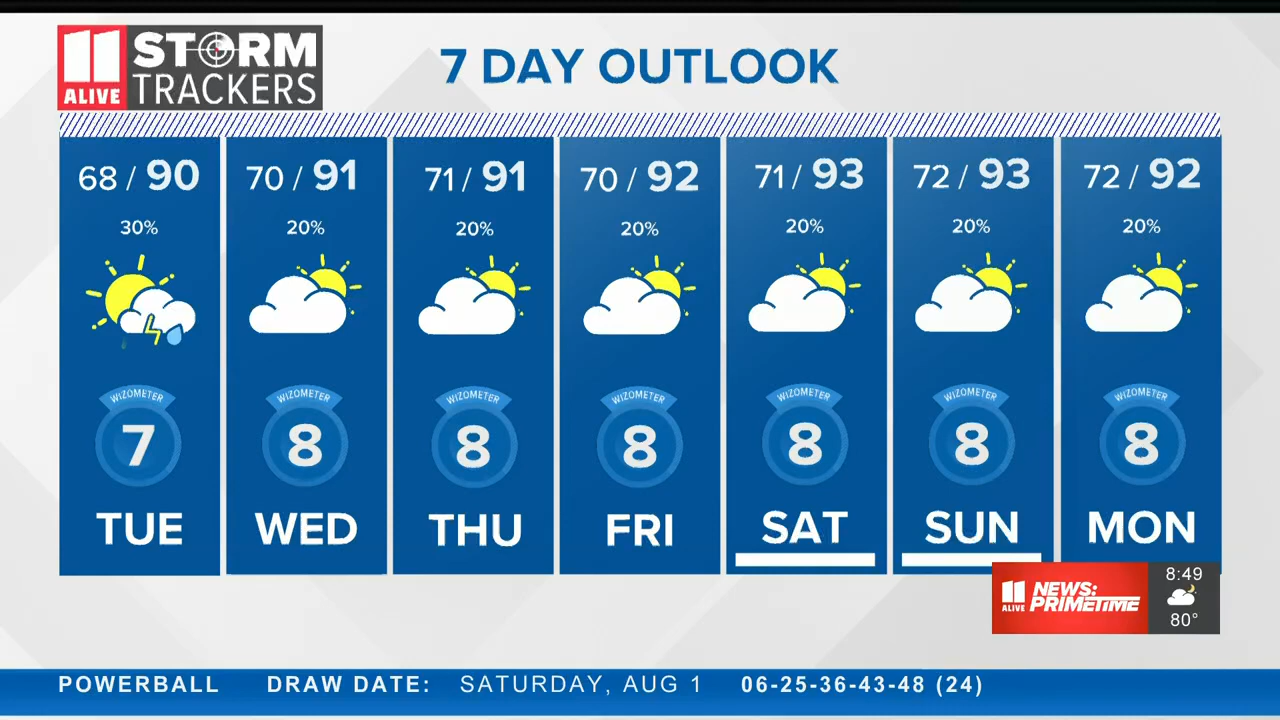 11 ALIVE STORM TRACKERS
7 DAY OUTLOOK
68 / 90 70 / 91 71 / 91 70 / 92 71 / 93 72 / 93 72 / 92
30% 20% 20% 20% 20% 20% 20%
WIZOMETER WIZOMETER WIZOMETER WIZOMETER WIZOMETER WIZOMETER WIZOMETER
7 8 8 8 8 8 8
TUE WED THU FRI SAT SUN MON
11 ALIVE NEWS: PRIMETIME
8:49
80°
POWERBALL DRAW DATE: SATURDAY, AUG 1 06-25-36-43-48 (24)